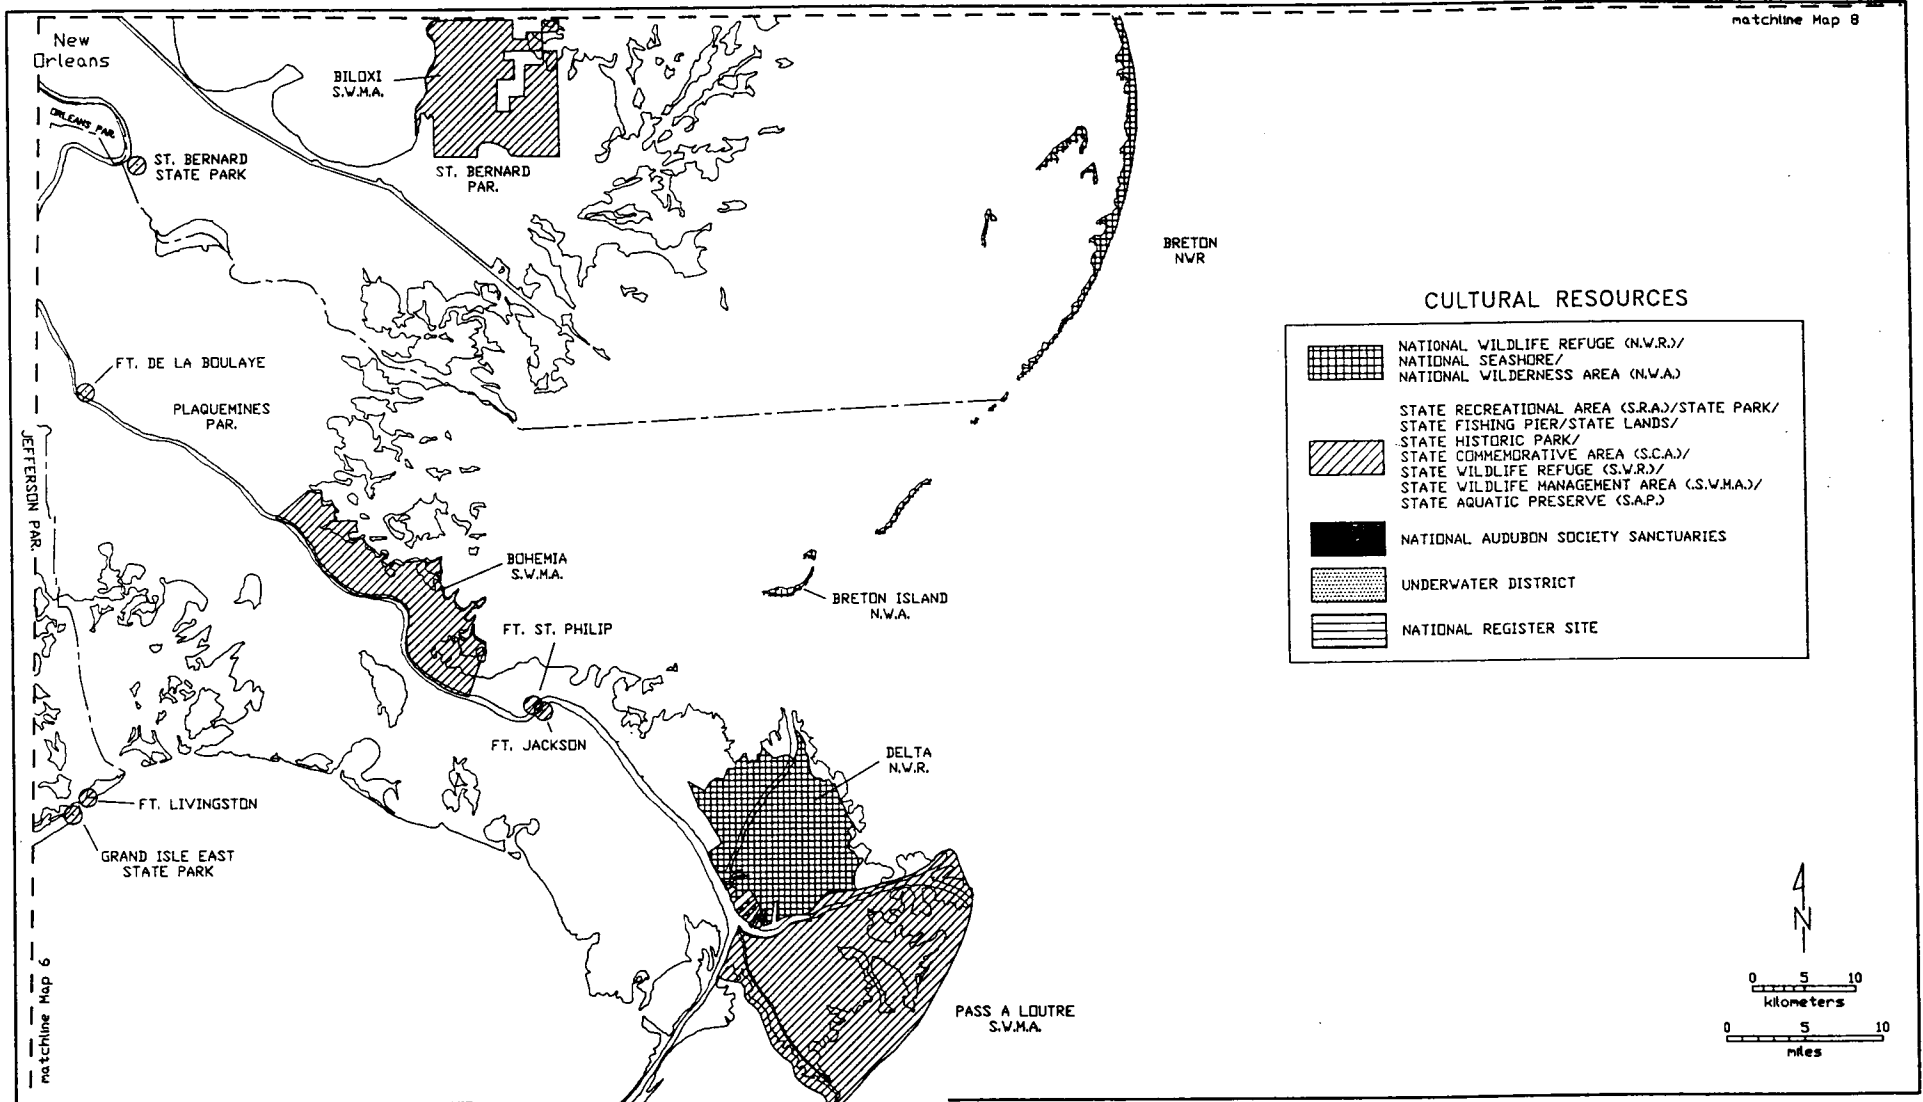 matchline Map 8
New
Orleans
ORLEANS PAR.
BILOXI
S.W.M.A.
ST. BERNARD
STATE PARK
ST. BERNARD
PAR.
BRETON
NWR
FT. DE LA BOULAYE
PLAQUEMINES
PAR.
JEFFERSON PAR.
BOHEMIA
S.W.M.A.
BRETON ISLAND
N.W.A.
FT. ST. PHILIP
FT. JACKSON
DELTA
N.W.R.
FT. LIVINGSTON
GRAND ISLE EAST
STATE PARK
PASS A LOUTRE
S.W.M.A.
matchline Map 6
CULTURAL RESOURCES
NATIONAL WILDLIFE REFUGE (N.W.R.)/
NATIONAL SEASHORE/
NATIONAL WILDERNESS AREA (N.W.A.)
STATE RECREATIONAL AREA (S.R.A.)/STATE PARK/
STATE FISHING PIER/STATE LANDS/
STATE HISTORIC PARK/
STATE COMMEMORATIVE AREA (S.C.A.)/
STATE WILDLIFE REFUGE (S.W.R.)/
STATE WILDLIFE MANAGEMENT AREA (.S.W.M.A.)/
STATE AQUATIC PRESERVE (S.A.P.)
NATIONAL AUDUBON SOCIETY SANCTUARIES
UNDERWATER DISTRICT
NATIONAL REGISTER SITE
N
0 5 10
kilometers
0 5 10
miles